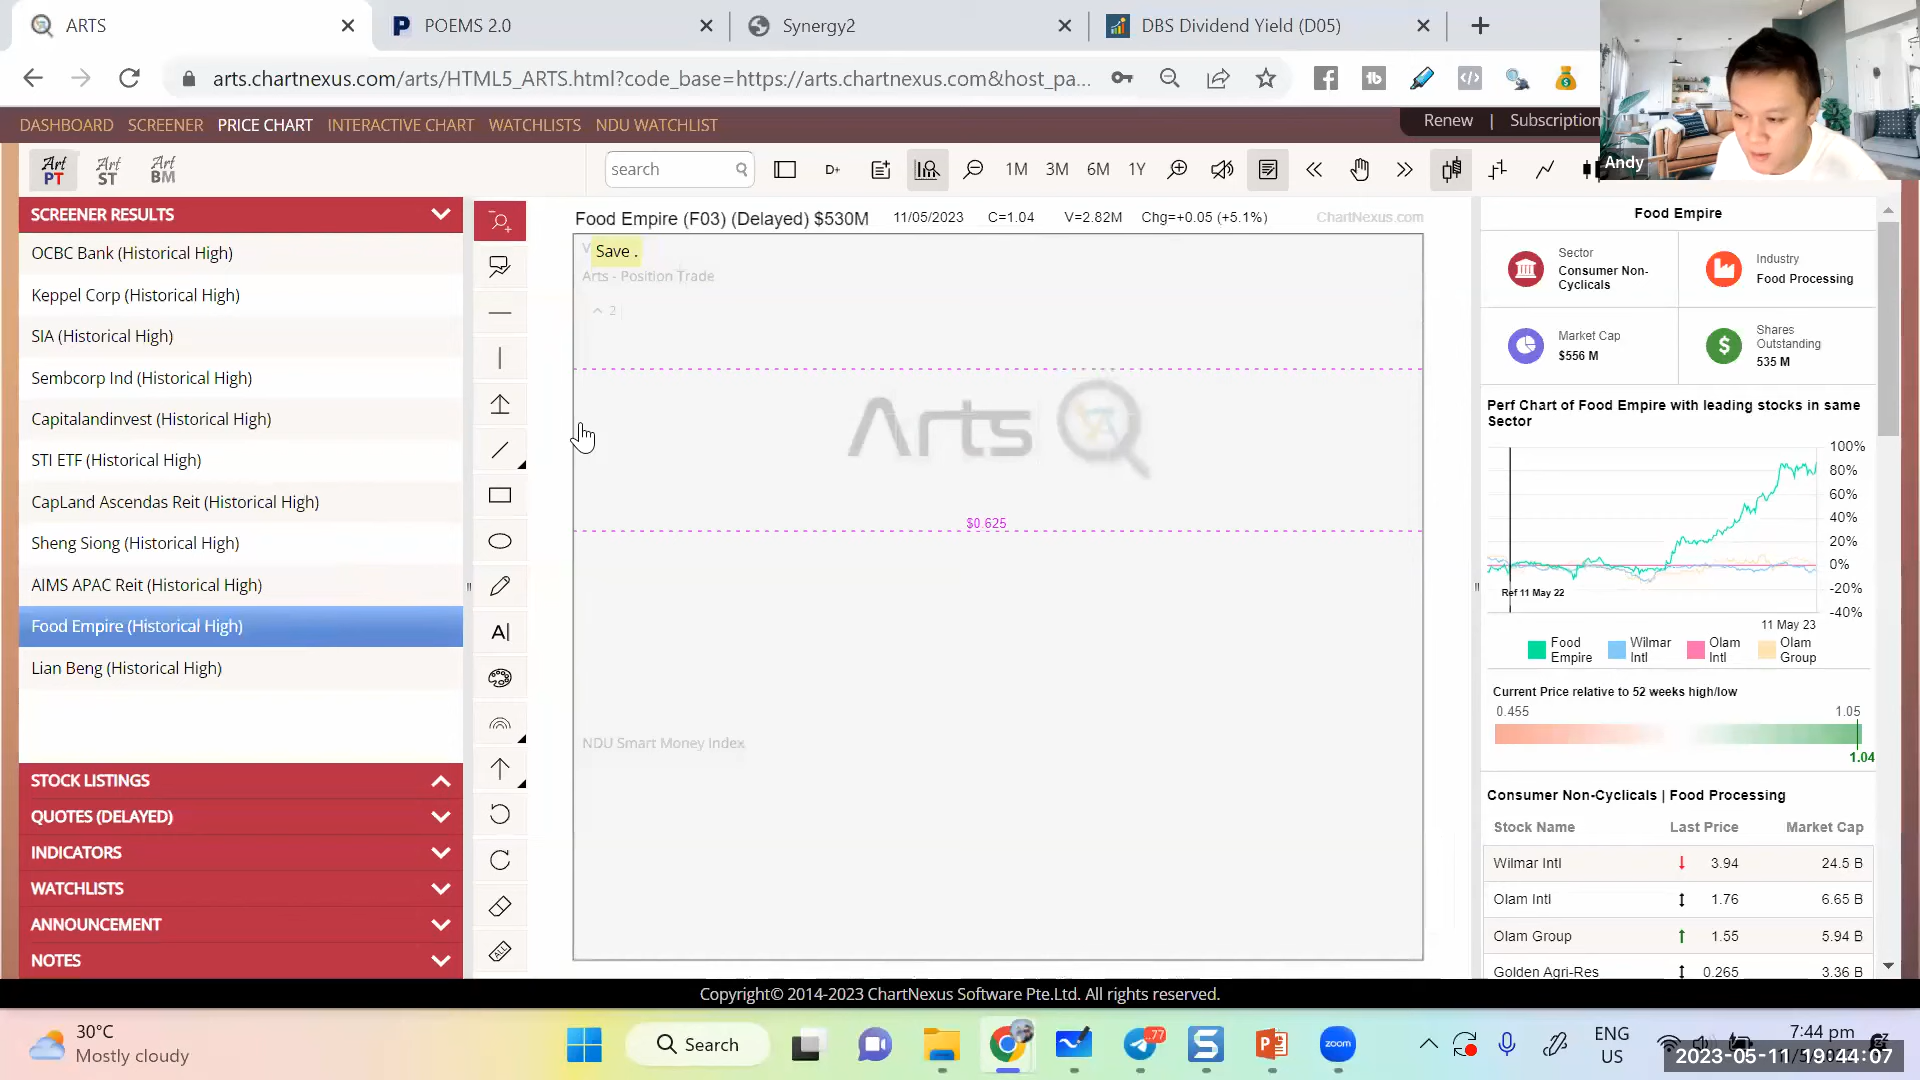 ARTS
POEMS 2.0
Synergy2
DBS Dividend Yield (D05)
arts.chartnexus.com/arts/HTML5_ARTS.html?code_base=https://arts.chartnexus.com&host_pa...
DASHBOARD SCREENER PRICE CHART INTERACTIVE CHART WATCHLISTS NDU WATCHLIST
Renew | Subscription
Andy
Art PT
Art ST
Art BM
search
D+
1M 3M 6M 1Y
SCREENER RESULTS
OCBC Bank (Historical High)
Keppel Corp (Historical High)
SIA (Historical High)
Sembcorp Ind (Historical High)
Capitalandinvest (Historical High)
STI ETF (Historical High)
CapLand Ascendas Reit (Historical High)
Sheng Siong (Historical High)
AIMS APAC Reit (Historical High)
Food Empire (Historical High)
Lian Beng (Historical High)
STOCK LISTINGS
QUOTES (DELAYED)
INDICATORS
WATCHLISTS
ANNOUNCEMENT
NOTES
A|
ALL
Food Empire (F03) (Delayed) $530M 11/05/2023 C=1.04 V=2.82M Chg=+0.05 (+5.1%) ChartNexus.com
Save .
Arts - Position Trade
2
Arts
$0.625
NDU Smart Money Index
Food Empire
Sector
Consumer Non-Cyclicals
Industry
Food Processing
Market Cap
$556 M
Shares Outstanding
535 M
Perf Chart of Food Empire with leading stocks in same
Sector
100%
80%
60%
40%
20%
0%
-20%
-40%
Ref 11 May 22
11 May 23
Food Empire
Wilmar Intl
Olam Intl
Olam Group
Current Price relative to 52 weeks high/low
0.455 1.05
1.04
Consumer Non-Cyclicals | Food Processing
Stock Name Last Price Market Cap
Wilmar Intl 3.94 24.5 B
Olam Intl 1.76 6.65 B
Olam Group 1.55 5.94 B
Golden Agri-Res 0.265 3.36 B
Copyright© 2014-2023 ChartNexus Software Pte.Ltd. All rights reserved.
30°C
Mostly cloudy
Search
77
zoom
ENG
US
7:44 pm
2023-05-11 19:44:07